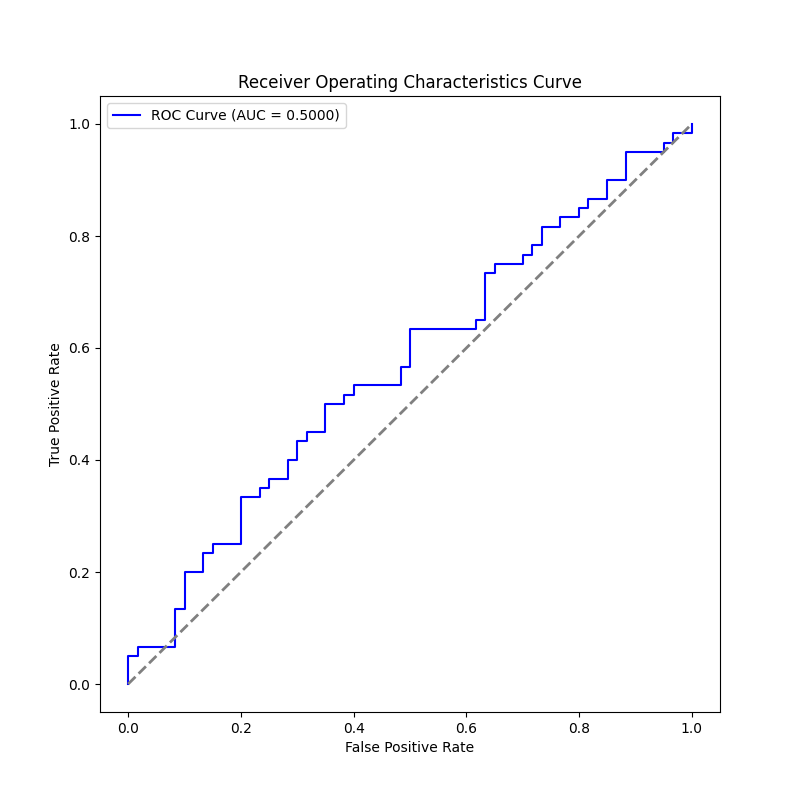 Receiver Operating Characteristics Curve
ROC Curve (AUC = 0.5000)
1.0
0.8
0.6
0.4
0.2
0.0
True Positive Rate
0.0 0.2 0.4 0.6 0.8 1.0
False Positive Rate